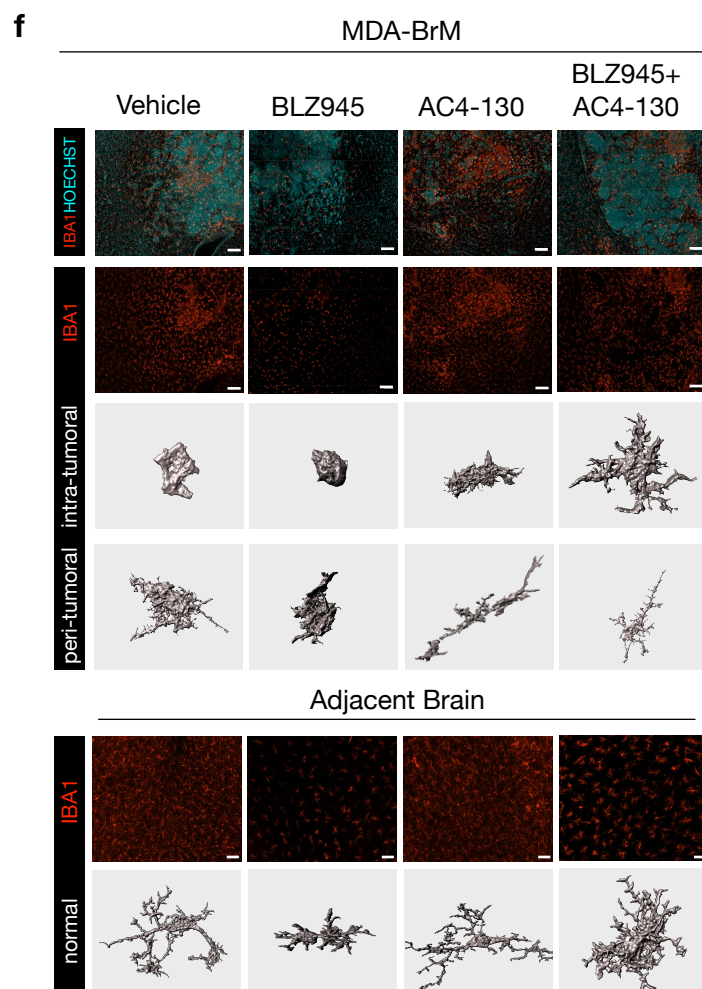 f
MDA-BrM
Vehicle
BLZ945
AC4-130
BLZ945+
AC4-130
IBA1HOECHST
IBA1
intra-tumoral
peri-tumoral
Adjacent Brain
IBA1
normal